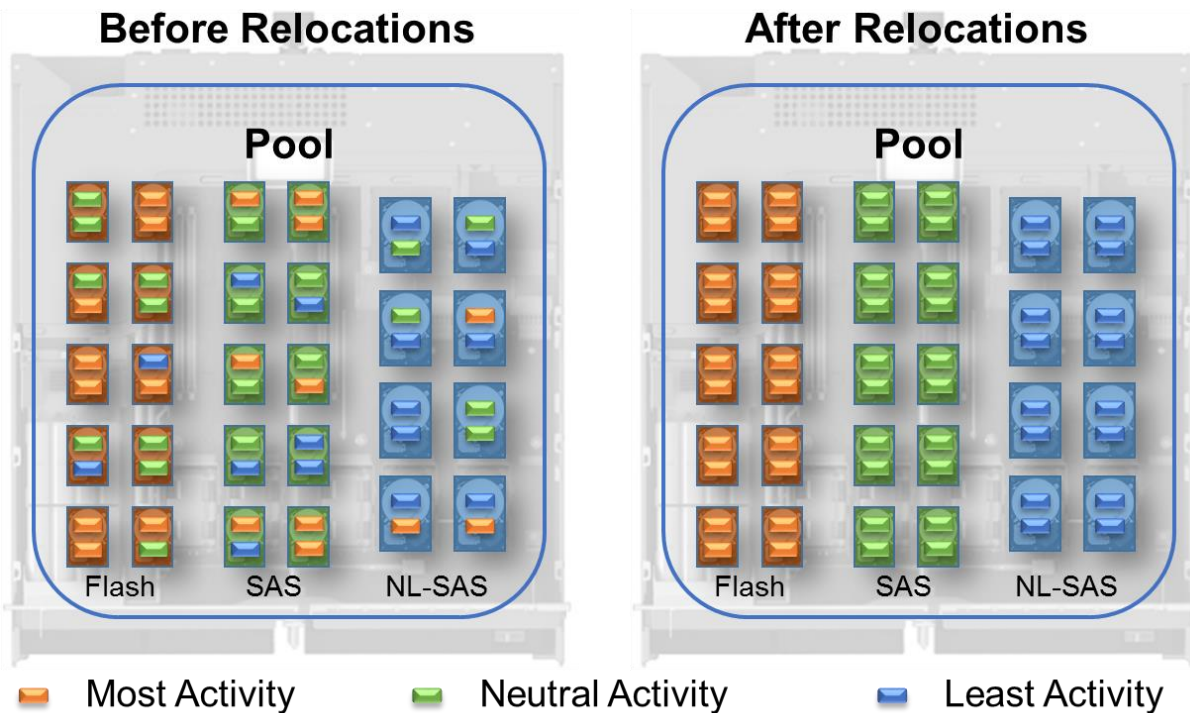 Before Relocations
After Relocations
Pool
Pool
Flash
SAS
NL-SAS
Flash
SAS
NL-SAS
Most Activity
Neutral Activity
Least Activity